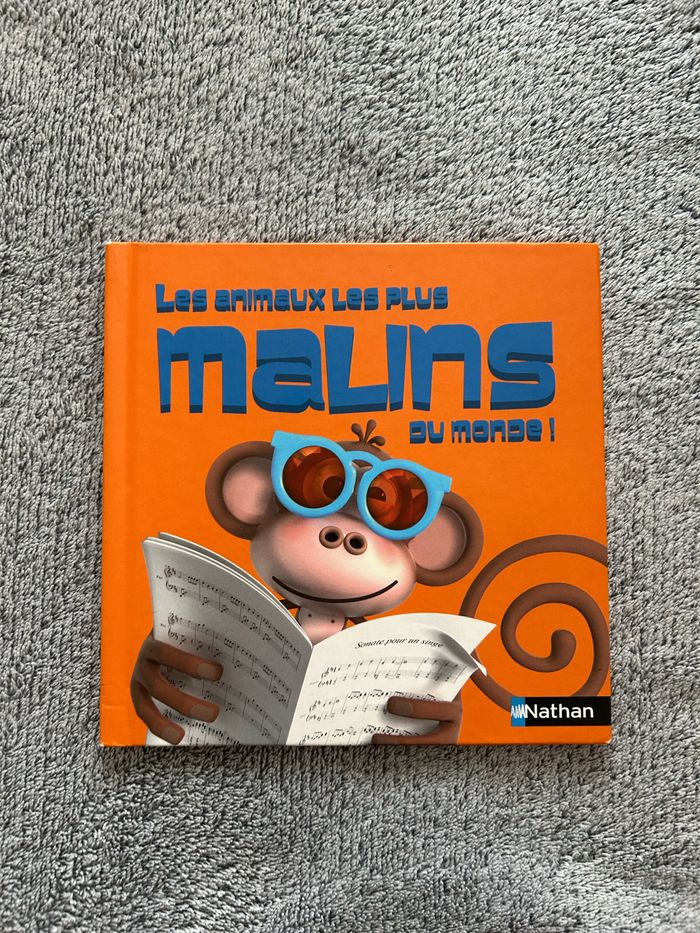 Les animaux les plus
malins
du monde !
Sonate pour un singe
Nathan